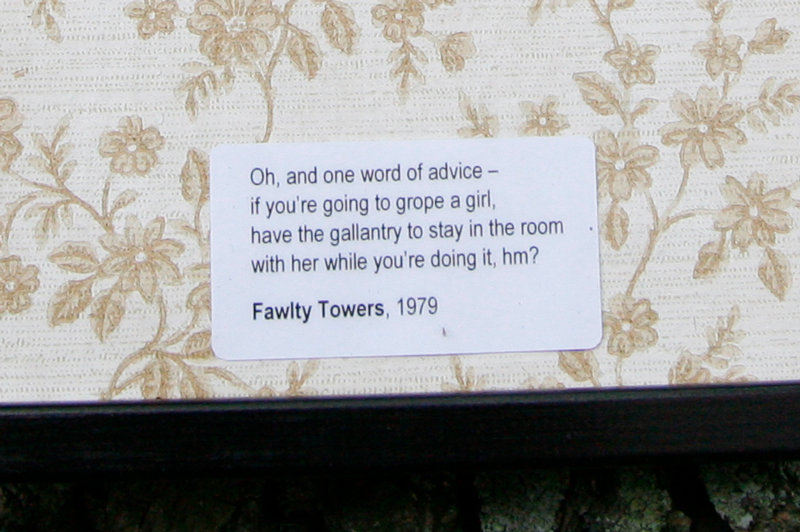 Oh, and one word of advice –
if you're going to grope a girl,
have the gallantry to stay in the room
with her while you're doing it, hm?
Fawlty Towers, 1979